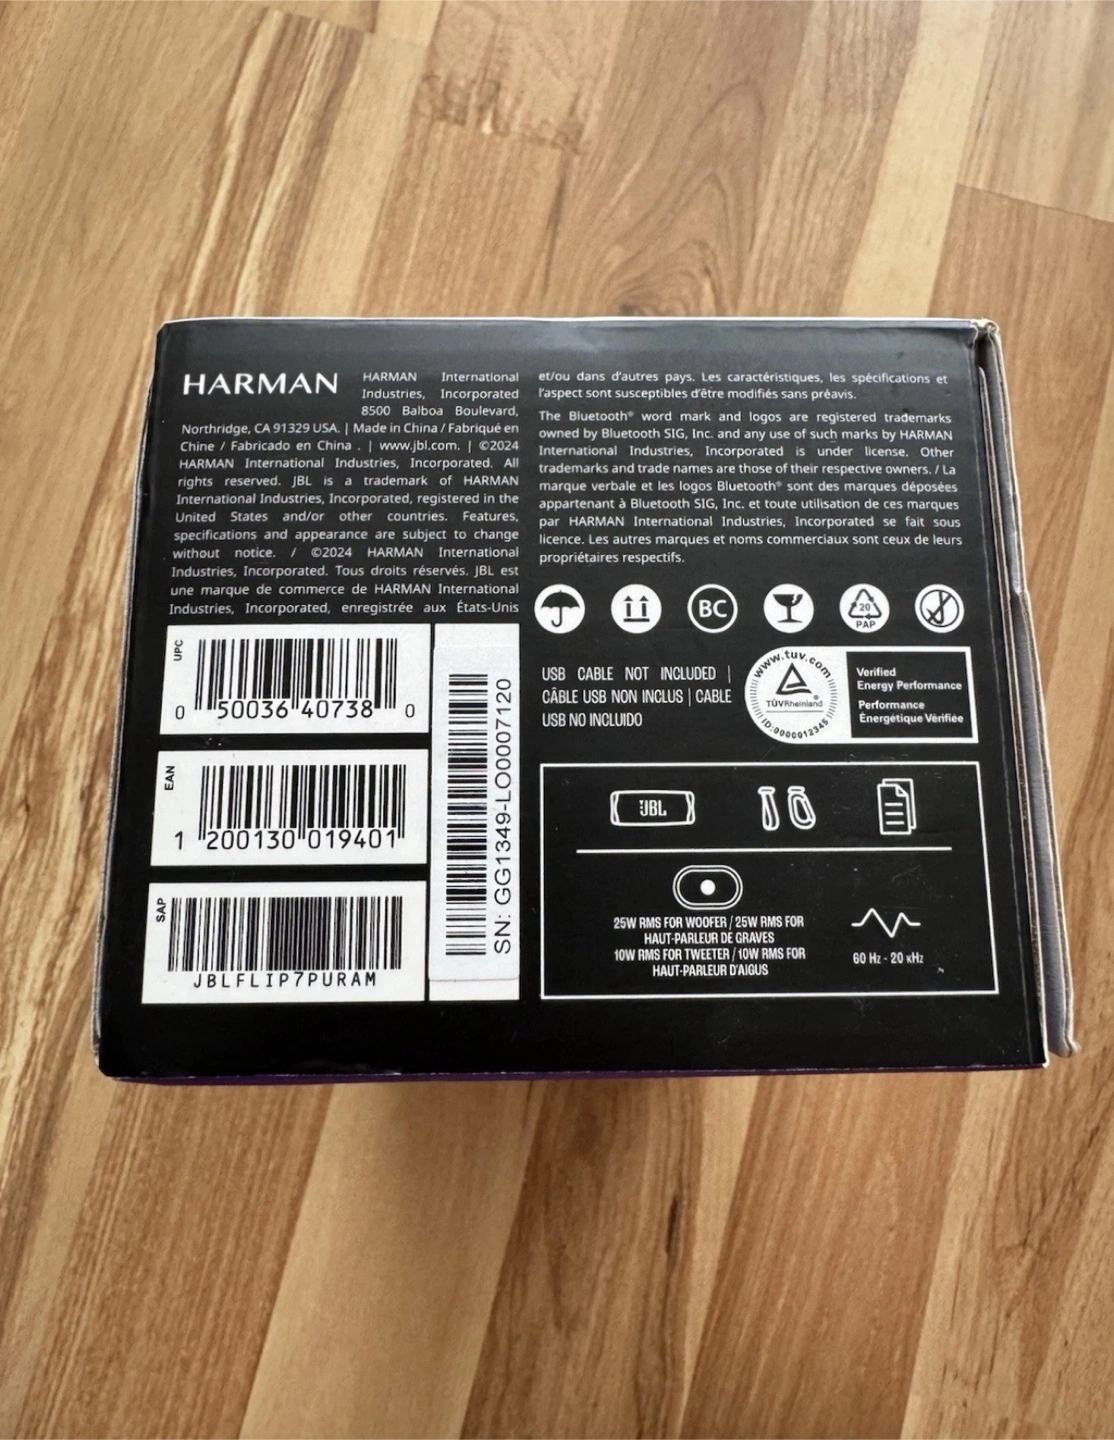 HARMAN
HARMAN International
Industries, Incorporated
8500 Balboa Boulevard,
Northridge, CA 91329 USA. | Made in China / Fabriqué en
Chine / Fabricado en China . | www.jbl.com. | ©2024
HARMAN International Industries, Incorporated. All
rights reserved. JBL is a trademark of HARMAN
International Industries, Incorporated, registered in the
United States and/or other countries. Features,
specifications and appearance are subject to change
without notice. / ©2024 HARMAN International
Industries, Incorporated. Tous droits réservés. JBL est
une marque de commerce de HARMAN International
Industries, Incorporated, enregistrée aux États-Unis
et/ou dans d'autres pays. Les caractéristiques, les spécifications et
l'aspect sont susceptibles d'être modifiés sans préavis.
The Bluetooth® word mark and logos are registered trademarks
owned by Bluetooth SIG, Inc. and any use of such marks by HARMAN
International Industries, Incorporated is under license. Other
trademarks and trade names are those of their respective owners. / La
marque verbale et les logos Bluetooth® sont des marques déposées
appartenant à Bluetooth SIG, Inc. et toute utilisation de ces marques
par HARMAN International Industries, Incorporated se fait sous
licence. Les autres marques et noms commerciaux sont ceux de leurs
propriétaires respectifs.
BC
20
PAP
UPC
0 50036 40738 0
EAN
1 200130 019401
SAP
JBLFLIP7PURAM
SN: GG1349-LO0007120
USB CABLE NOT INCLUDED |
CÂBLE USB NON INCLUS | CABLE
USB NO INCLUIDO
www.tuv.com
TÜVRheinland®
ID:0000012345
Verified
Energy Performance
Performance
Énergétique Vérifiée
JBL
25W RMS FOR WOOFER / 25W RMS FOR
HAUT-PARLEUR DE GRAVES
10W RMS FOR TWEETER / 10W RMS FOR
HAUT-PARLEUR D'AIGUS
60 Hz - 20 кHz